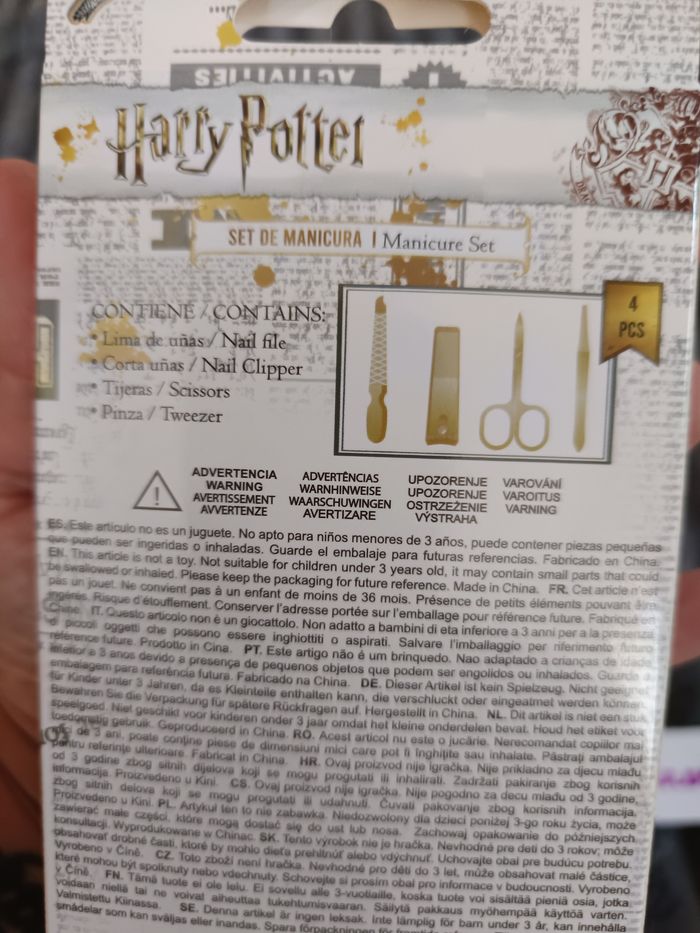 ACTIVITIES
Harry Potter
SET DE MANICURA | Manicure Set
CONTIENE / CONTAINS:
• Lima de uñas / Nail file
• Corta uñas / Nail Clipper
• Tijeras / Scissors
• Pinza / Tweezer
4
PCS
ADVERTENCIA
WARNING
AVERTISSEMENT
AVVERTENZE
ADVERTÊNCIAS
WARNHINWEISE
WAARSCHUWINGEN
AVERTIZARE
UPOZORENJE
UPOZORENJE
OSTRZEŻENIE
VÝSTRAHA
VAROVÁNÍ
VAROITUS
VARNING
ES. Este artículo no es un juguete. No apto para niños menores de 3 años, puede contener piezas pequeñas
que pueden ser ingeridas o inhaladas. Guarde el embalaje para futuras referencias. Fabricado en China.
EN. This article is not a toy. Not suitable for children under 3 years old, it may contain small parts that could
be swallowed or inhaled. Please keep the packaging for future reference. Made in China. FR. Cet article n'est
pas un jouet. Ne convient pas à un enfant de moins de 36 mois. Présence de petits éléments pouvant être
ingérés. Risque d'étouffement. Conserver l'adresse portée sur l'emballage pour référence future. Fabriqué en
Chine. IT. Questo articolo non è un giocattolo. Non adatto a bambini di eta inferiore a 3 anni per a la presenza
di piccoli oggetti che possono essere inghiottiti o aspirati. Salvare l'imballaggio per riferimento futuro
reference future. Prodotto in Cina. PT. Este artigo não é um brinquedo. Nao adaptado a crianças de idade
inferior a 3 anos devido a presença de pequenos objetos que podem ser engolidos ou inhalados. Guarde
embalagem para referência futura. Fabricado na China. DE. Dieser Artikel ist kein Spielzeug. Nicht geeignet
für Kinder unter 3 Jahren, da es Kleinteile enthalten kann, die verschluckt oder eingeatmet werden können.
Bewahren Sie die Verpackung für spätere Rückfragen auf. Hergestellt in China. NL. Dit artikel is niet een stuk
speelgoed. Niet geschikt voor kinderen onder 3 jaar omdat het kleine onderdelen bevat. Houd het etiket voor
toekomstig gebruik. Geproduceerd in China. RO. Acest articol nu este o jucărie. Nerecomandat copiilor mai
de 3 ani, poate conține piese de dimensiuni mici care pot fi înghițite sau inhalate. Păstrați ambalajul
pentru referințe ulterioare. Fabricat in China. HR. Ovaj proizvod nije igračka. Nije prikladno za djecu mlađu
od 3 godine zbog sitnih dijelova koji se mogu progutati ili inhalirati. Zadržati pakiranje zbog korisnih
informacija. Proizvedeno u Kini. CS. Ovaj proizvod nije igračka. Nije pogodno za decu mlađu od 3 godine,
zbog sitnih delova koji se mogu progutati ili udahnuti. Čuvati pakovanje zbog korisnih informacija.
Proizvedeno u Kini. PL. Artykuł ten to nie zabawka. Niedozwolony dla dzieci poniżej 3-go roku życia, może
zawierać małe części, które mogą dostać się do ust lub nosa. Zachowaj opakowanie do późniejszych
konsultacji. Wyprodukowane w Chinac. SK. Tento výrobok nie je hračka. Nevhodné pre deti do 3 rokov; môže
obsahovať drobné časti, ktoré by mohlo dieťa prehltnúť alebo vdýchnuť. Uchovajte obal pre budúcu potrebu.
Vyrobeno v Číně. CZ. Toto zboží není hračka. Nevhodné pro děti do 3 let, může obsahovat malé částice,
které mohou být spolknuty nebo vdechnuty. Schovejte si prosím obal pro informace v budoucnosti. Vyrobeno
v Číně. FN. Tämä tuote ei ole lelu. Ei sovellu alle 3-vuotiaille, koska tuote voi sisältää pieniä osia, jotka
voidaan niellä tai ne voivat aiheuttaa tukehtumisvaaran. Säilytä pakkaus myöhempää käyttöä varten.
Valmistettu Kiinassa. SE. Denna artikel är ingen leksak. Inte lämplig för barn under 3 år, kan innehålla
smådelar som kan sväljas eller inandas. Spara förpackningen